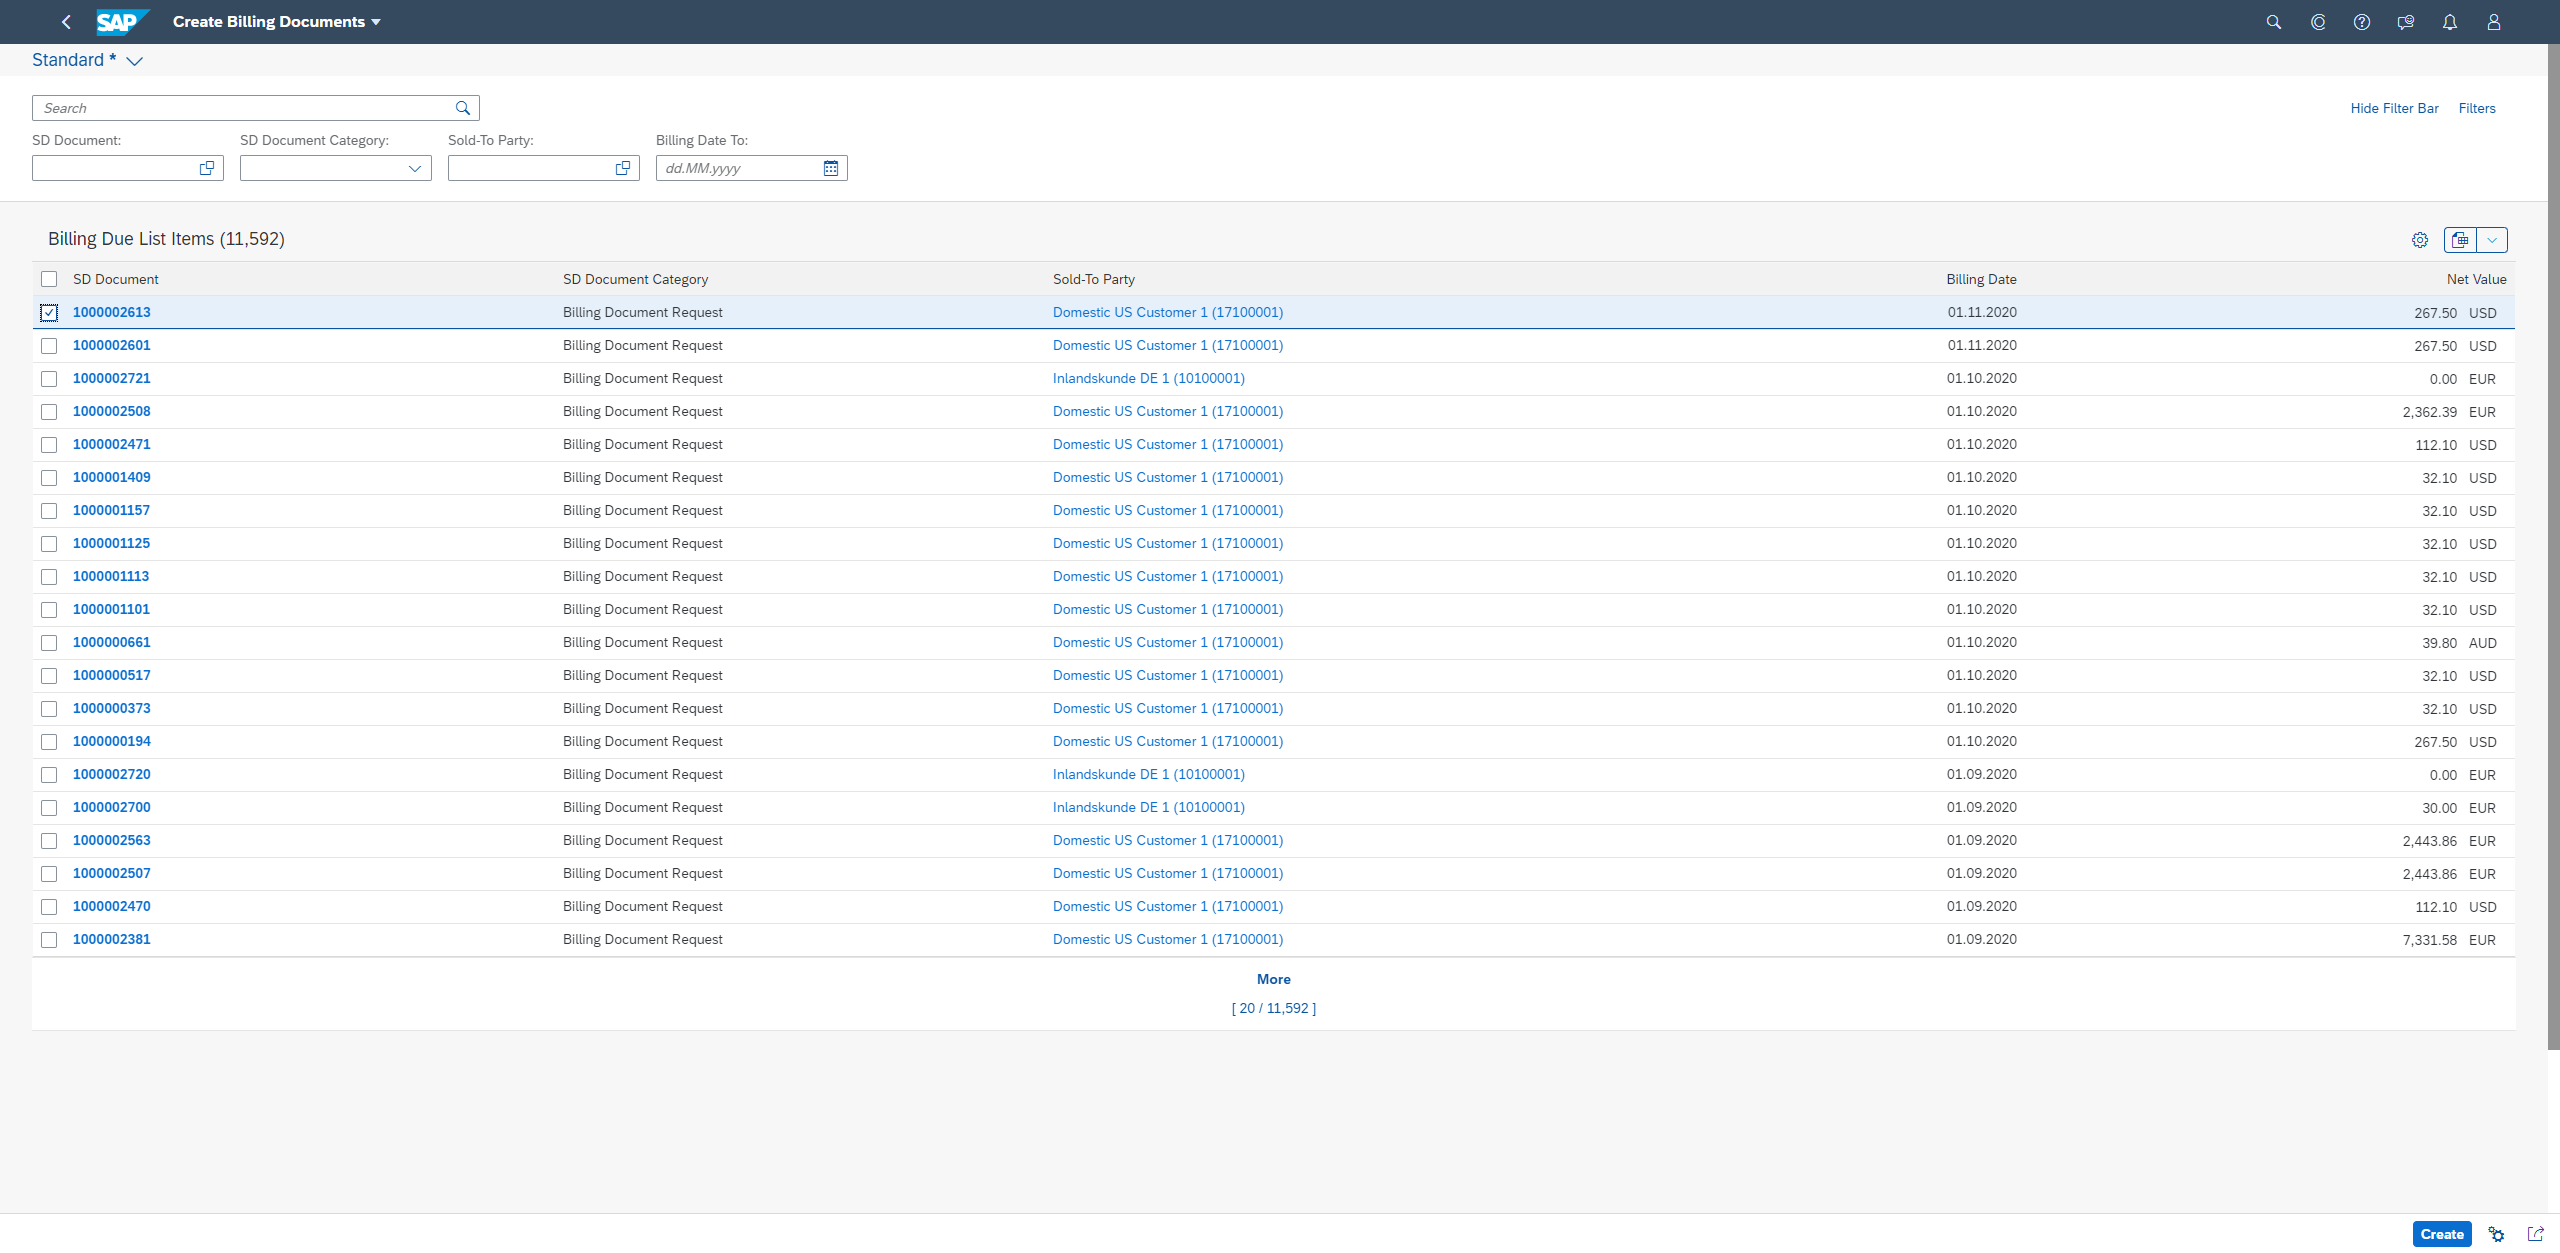 SAP Create Billing Documents
Standard *
Search
Hide Filter Bar Filters
SD Document: SD Document Category: Sold-To Party: Billing Date To:
dd.MM.yyyy
Billing Due List Items (11,592)
SD Document SD Document Category Sold-To Party Billing Date Net Value
1000002613 Billing Document Request Domestic US Customer 1 (17100001) 01.11.2020 267.50 USD
1000002601 Billing Document Request Domestic US Customer 1 (17100001) 01.11.2020 267.50 USD
1000002721 Billing Document Request Inlandskunde DE 1 (10100001) 01.10.2020 0.00 EUR
1000002508 Billing Document Request Domestic US Customer 1 (17100001) 01.10.2020 2,362.39 EUR
1000002471 Billing Document Request Domestic US Customer 1 (17100001) 01.10.2020 112.10 USD
1000001409 Billing Document Request Domestic US Customer 1 (17100001) 01.10.2020 32.10 USD
1000001157 Billing Document Request Domestic US Customer 1 (17100001) 01.10.2020 32.10 USD
1000001125 Billing Document Request Domestic US Customer 1 (17100001) 01.10.2020 32.10 USD
1000001113 Billing Document Request Domestic US Customer 1 (17100001) 01.10.2020 32.10 USD
1000001101 Billing Document Request Domestic US Customer 1 (17100001) 01.10.2020 32.10 USD
1000000661 Billing Document Request Domestic US Customer 1 (17100001) 01.10.2020 39.80 AUD
1000000517 Billing Document Request Domestic US Customer 1 (17100001) 01.10.2020 32.10 USD
1000000373 Billing Document Request Domestic US Customer 1 (17100001) 01.10.2020 32.10 USD
1000000194 Billing Document Request Domestic US Customer 1 (17100001) 01.10.2020 267.50 USD
1000002720 Billing Document Request Inlandskunde DE 1 (10100001) 01.09.2020 0.00 EUR
1000002700 Billing Document Request Inlandskunde DE 1 (10100001) 01.09.2020 30.00 EUR
1000002563 Billing Document Request Domestic US Customer 1 (17100001) 01.09.2020 2,443.86 EUR
1000002507 Billing Document Request Domestic US Customer 1 (17100001) 01.09.2020 2,443.86 EUR
1000002470 Billing Document Request Domestic US Customer 1 (17100001) 01.09.2020 112.10 USD
1000002381 Billing Document Request Domestic US Customer 1 (17100001) 01.09.2020 7,331.58 EUR
More
[ 20 / 11,592 ]
Create